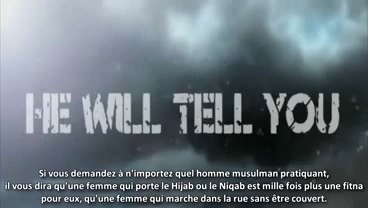 HE WILL TELL YOU
Si vous demandez à n'importez quel homme musulman pratiquant,
il vous dira qu'une femme qui porte le Hijab ou le Niqab est mille fois plus une fitna
pour eux, qu'une femme qui marche dans la rue sans être couvert.